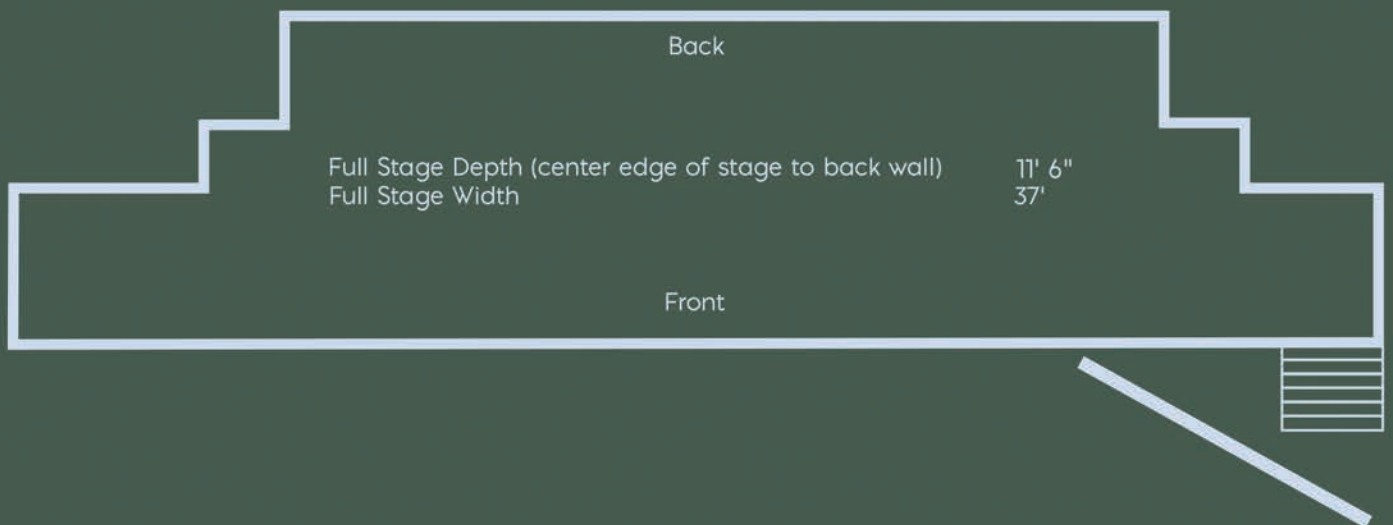 Back
Full Stage Depth (center edge of stage to back wall) 11' 6"
Full Stage Width 37'
Front